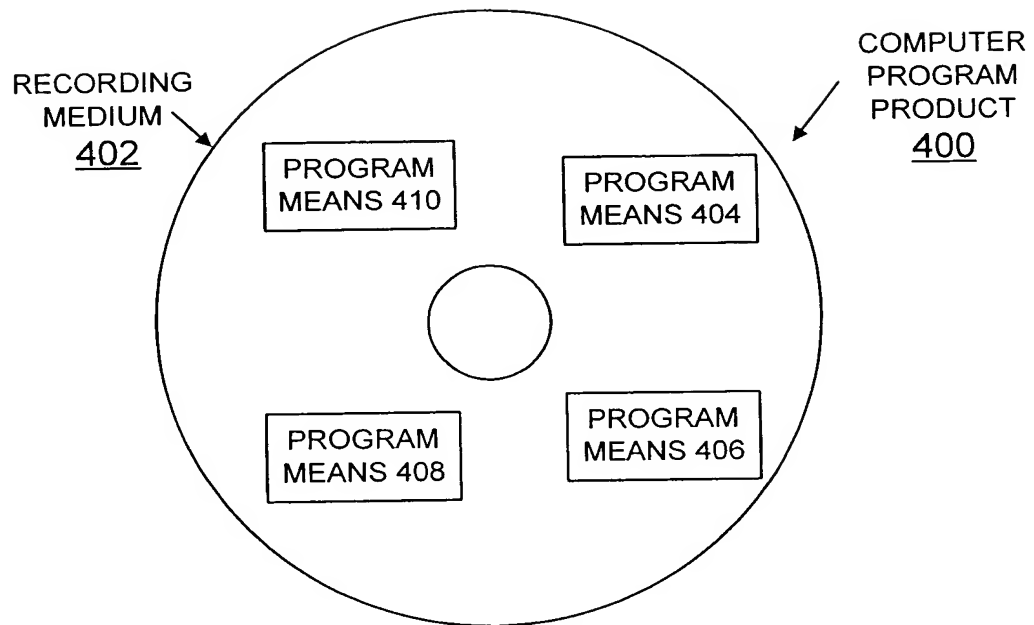 RECORDING
MEDIUM
402
COMPUTER
PROGRAM
PRODUCT
400
PROGRAM
MEANS 410
PROGRAM
MEANS 404
PROGRAM
MEANS 408
PROGRAM
MEANS 406